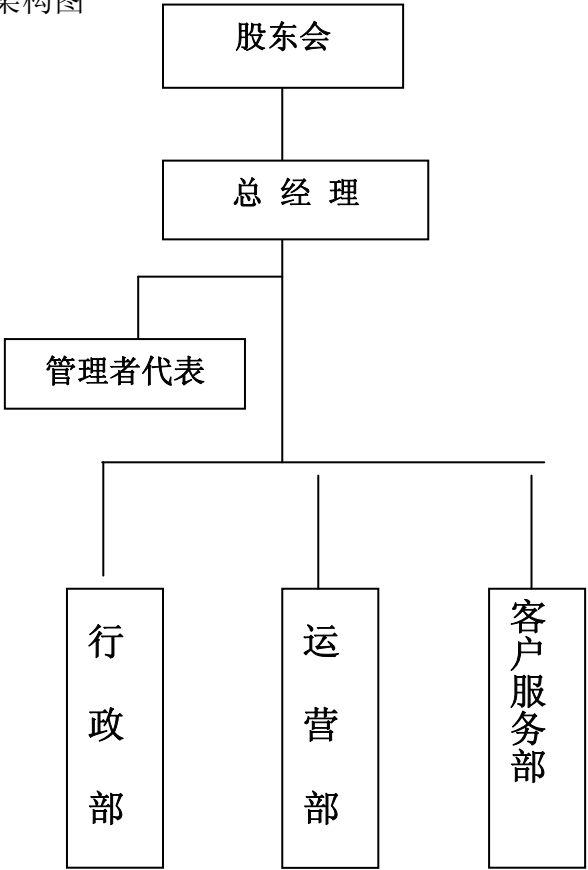 架构图
股东会
总 经 理
管理者代表
行政部
运营部
客户服务部